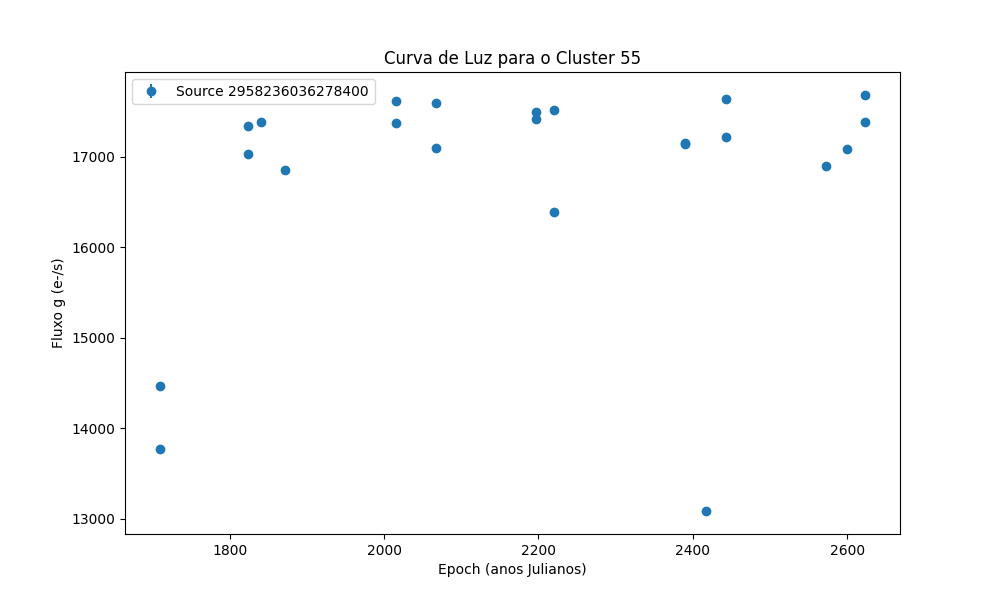 Curva de Luz para o Cluster 55
Source 2958236036278400
17000
16000
15000
14000
13000
Fluxo g (e-/s)
1800 2000 2200 2400 2600
Epoch (anos Julianos)